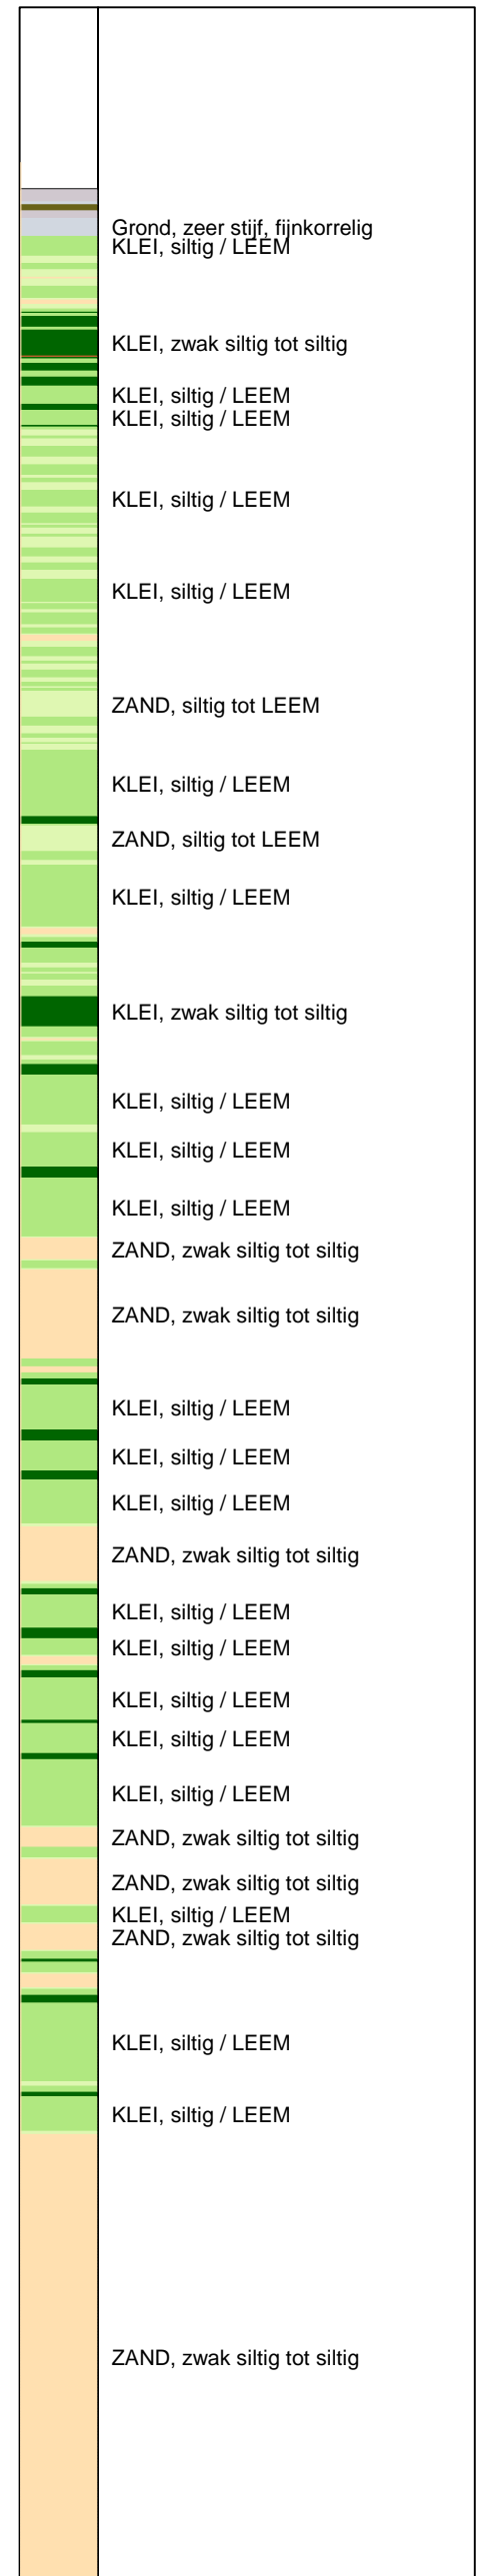 Grond, zeer stijf, fijnkorrelig
KLEI, siltig / LEEM
KLEI, zwak siltig tot siltig
KLEI, siltig / LEEM
KLEI, siltig / LEEM
KLEI, siltig / LEEM
KLEI, siltig / LEEM
ZAND, siltig tot LEEM
KLEI, siltig / LEEM
ZAND, siltig tot LEEM
KLEI, siltig / LEEM
KLEI, zwak siltig tot siltig
KLEI, siltig / LEEM
KLEI, siltig / LEEM
KLEI, siltig / LEEM
ZAND, zwak siltig tot siltig
ZAND, zwak siltig tot siltig
KLEI, siltig / LEEM
KLEI, siltig / LEEM
KLEI, siltig / LEEM
ZAND, zwak siltig tot siltig
KLEI, siltig / LEEM
KLEI, siltig / LEEM
KLEI, siltig / LEEM
KLEI, siltig / LEEM
KLEI, siltig / LEEM
ZAND, zwak siltig tot siltig
ZAND, zwak siltig tot siltig
KLEI, siltig / LEEM
ZAND, zwak siltig tot siltig
KLEI, siltig / LEEM
KLEI, siltig / LEEM
ZAND, zwak siltig tot siltig